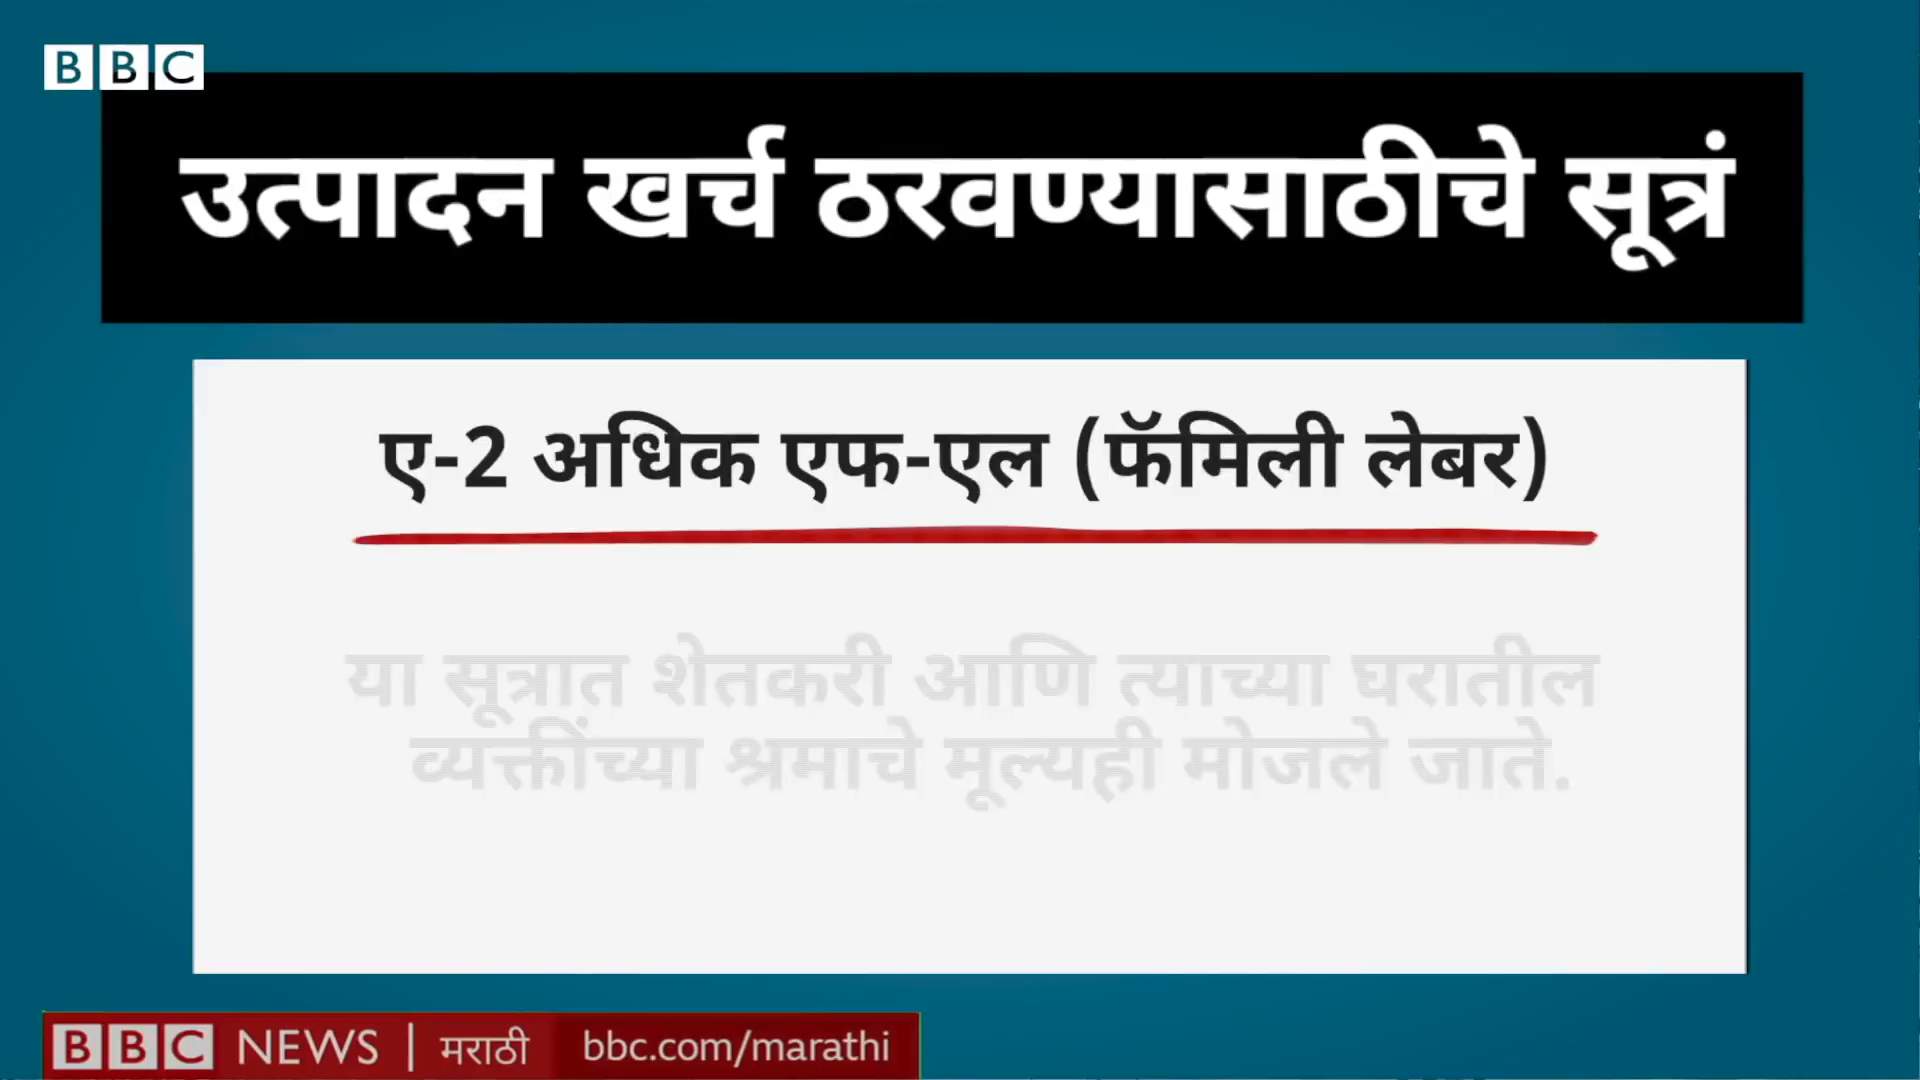 BBC
उत्पादन खर्च ठरवण्यासाठीचे सूत्रं
ए-2 अधिक एफ-एल (फॅमिली लेबर)
या सूत्रात शेतकरी आणि त्याच्या घरातील
व्यक्तींच्या श्रमाचे मूल्यही मोजले जाते.
BBC NEWS | मराठी bbc.com/marathi